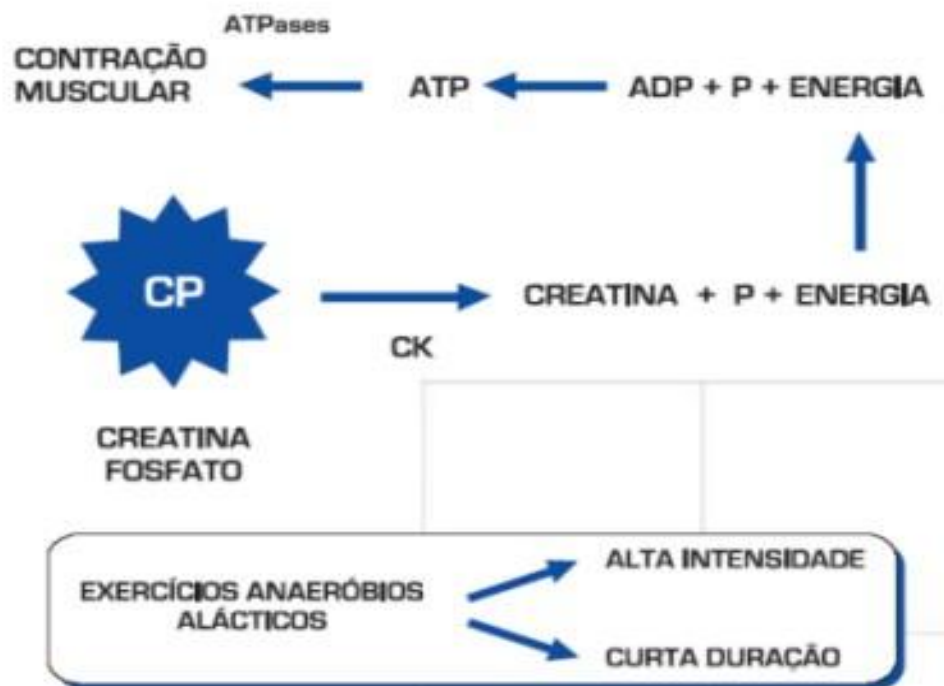 ATPases
CONTRAÇÃO
MUSCULAR
ATP
ADP + P + ENERGIA
CP
CREATINA + P + ENERGIA
CK
CREATINA
FOSFATO
EXERCÍCIOS ANAERÓBIOS
ALÁCTICOS
ALTA INTENSIDADE
CURTA DURAÇÃO